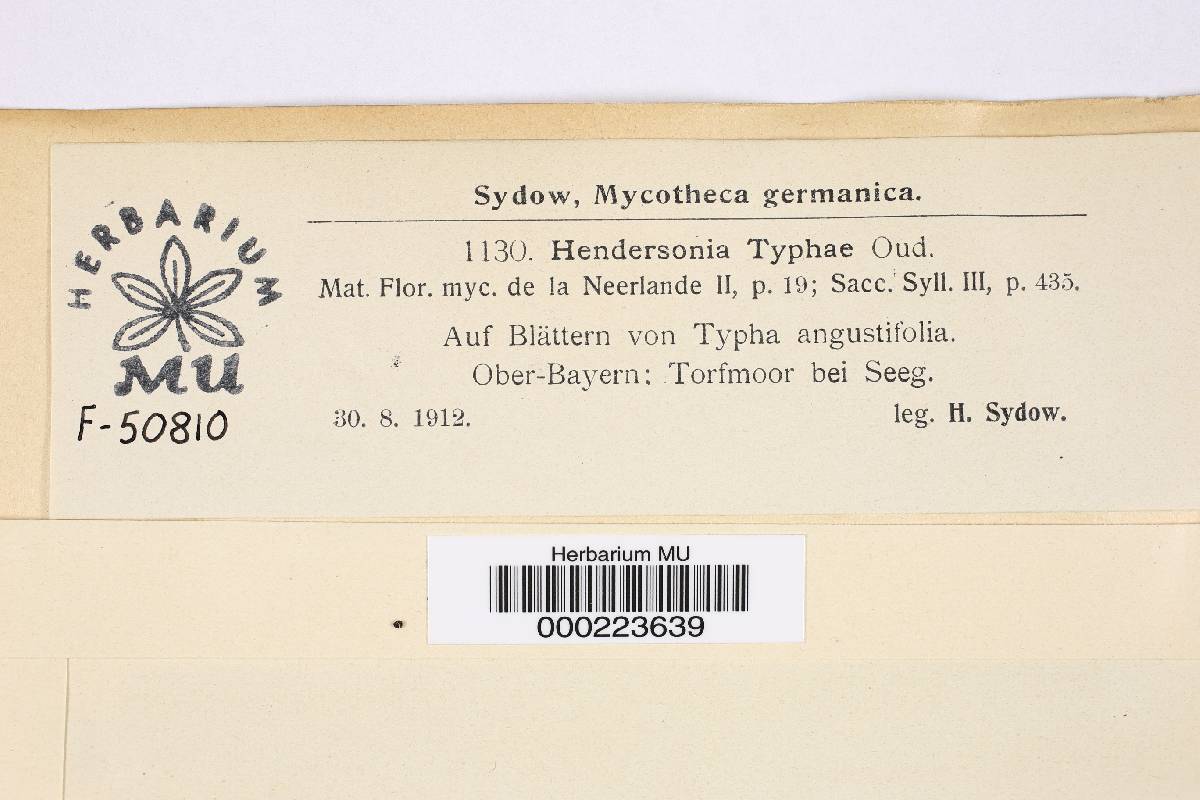 Sydow, Mycotheca germanica.
1130. Hendersonia Typhae Oud.
Mat. Flor. myc. de la Neerlande II, p. 19; Sacc. Syll. III, p. 435.
Auf Blättern von Typha angustifolia.
Ober-Bayern: Torfmoor bei Seeg.
30. 8. 1912. leg. H. Sydow.
HERBARIUM
MU
F-50810
Herbarium MU
000223639